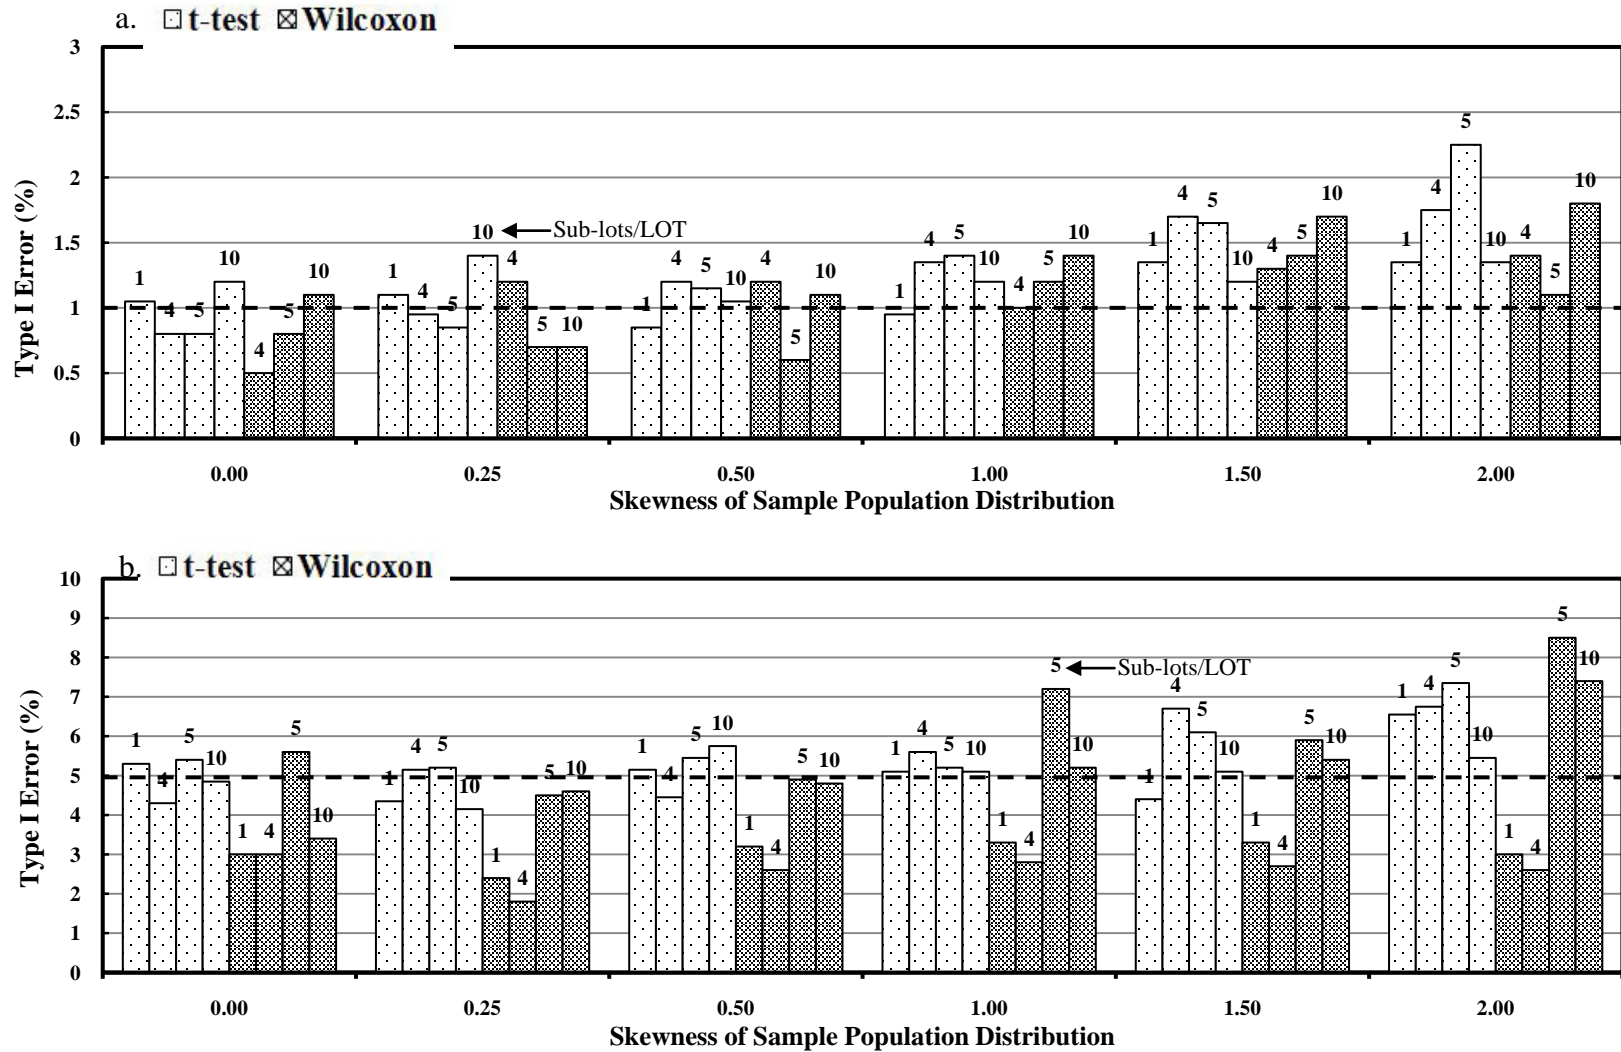 a. t-test Wilcoxon
3
2.5
2
1.5
1
0.5
0
Type I Error (%)
1 4 5 10 4 5 10
1 4 5 10 4 5 10
Sub-lots/LOT
1 4 5 10 4 5 10
1 4 5 10 4 5 10
1 4 5 10 4 5 10
1 4 5 10 4 5 10
0.00 0.25 0.50 1.00 1.50 2.00
Skewness of Sample Population Distribution
b. t-test Wilcoxon
10
9
8
7
6
5
4
3
2
1
0
Type I Error (%)
1 4 5 10 1 4 5 10
1 4 5 10 1 4 5 10
1 4 5 10 1 4 5 10
1 4 5 10 1 4 5 10
Sub-lots/LOT
1 4 5 10 1 4 5 10
1 4 5 10 1 4 5 10
0.00 0.25 0.50 1.00 1.50 2.00
Skewness of Sample Population Distribution